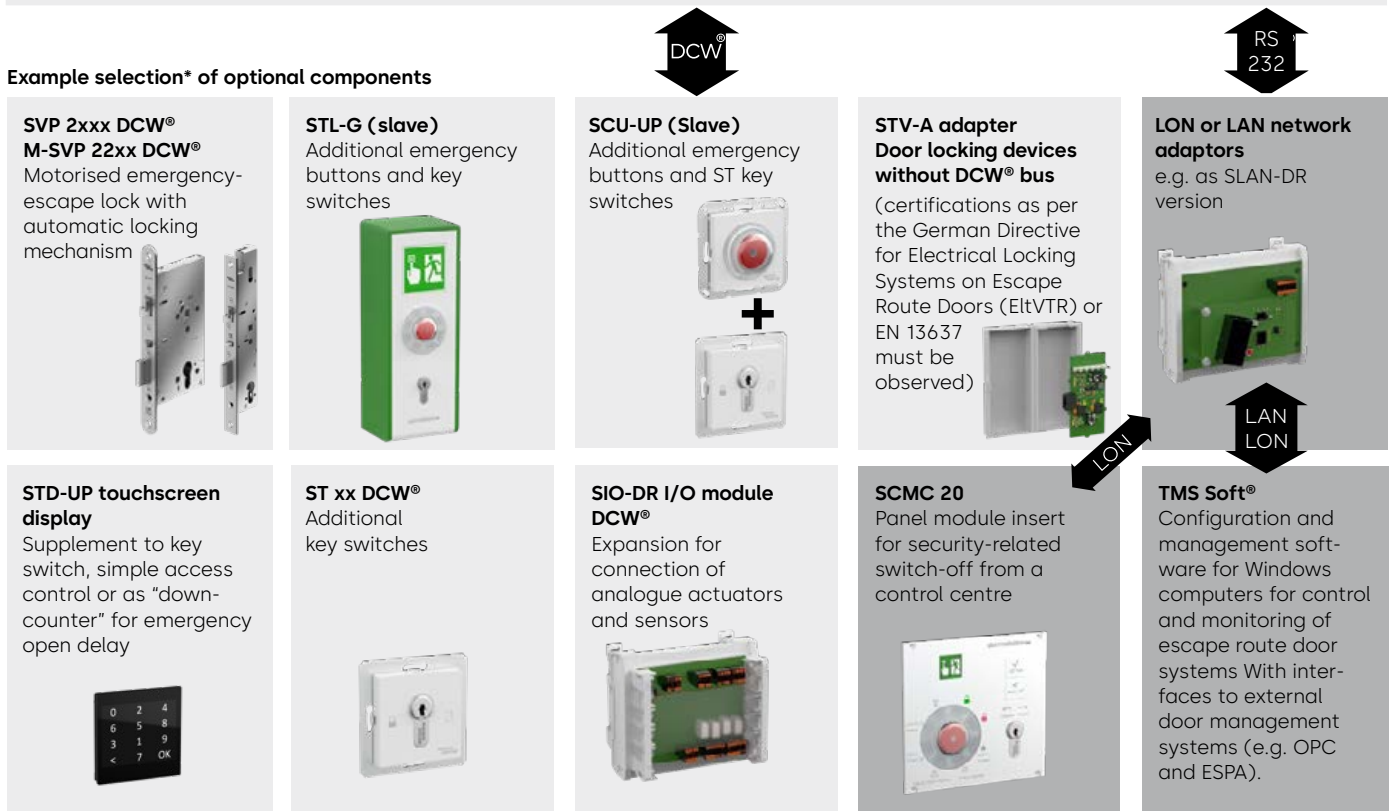 DCW®
RS
232
Example selection* of optional components
SVP 2xxx DCW®
M-SVP 22xx DCW®
Motorised emergency-
escape lock with
automatic locking
mechanism
STL-G (slave)
Additional emergency
buttons and key
switches
SCU-UP (Slave)
Additional emergency
buttons and ST key
switches
+
STV-A adapter
Door locking devices
without DCW® bus
(certifications as per
the German Directive
for Electrical Locking
Systems on Escape
Route Doors (EltVTR) or
EN 13637
must be
observed)
LON or LAN network
adaptors
e.g. as SLAN-DR
version
LAN
LON
LON
STD-UP touchscreen
display
Supplement to key
switch, simple access
control or as “down-
counter” for emergency
open delay
0 2 4
6 5 8
3 1 9
< 7 OK
ST xx DCW®
Additional
key switches
SIO-DR I/O module
DCW®
Expansion for
connection of
analogue actuators
and sensors
SCMC 20
Panel module insert
for security-related
switch-off from a
control centre
TMS Soft®
Configuration and
management soft-
ware for Windows
computers for control
and monitoring of
escape route door
systems With inter-
faces to external
door management
systems (e.g. OPC
and ESPA).